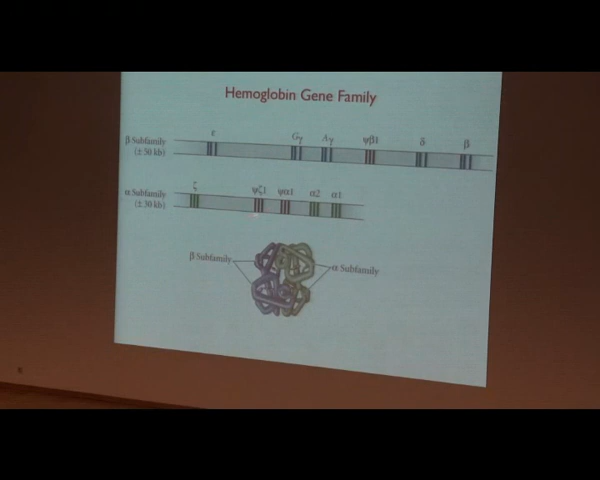 Hemoglobin Gene Family
ε Gγ Aγ ψβ1 δ β
β Subfamily
(± 50 kb)
ζ ψζ1 ψα1 α2 α1
α Subfamily
(± 30 kb)
β Subfamily
α Subfamily